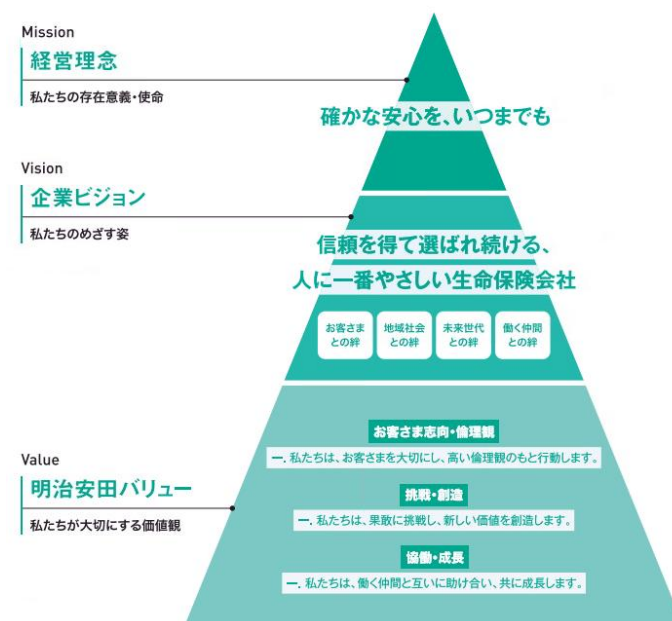 Mission
経営理念
私たちの存在意義・使命
確かな安心を、いつまでも
Vision
企業ビジョン
私たちのめざす姿
信頼を得て選ばれ続ける、
人に一番やさしい生命保険会社
お客さま
との絆
地域社会
との絆
未来世代
との絆
働く仲間
との絆
Value
明治安田バリュー
私たちが大切にする価値観
お客さま志向・倫理観
一. 私たちは、お客さまを大切にし、高い倫理観のもと行動します。
挑戦・創造
一. 私たちは、果敢に挑戦し、新しい価値を創造します。
協働・成長
一. 私たちは、働く仲間と互いに助け合い、共に成長します。